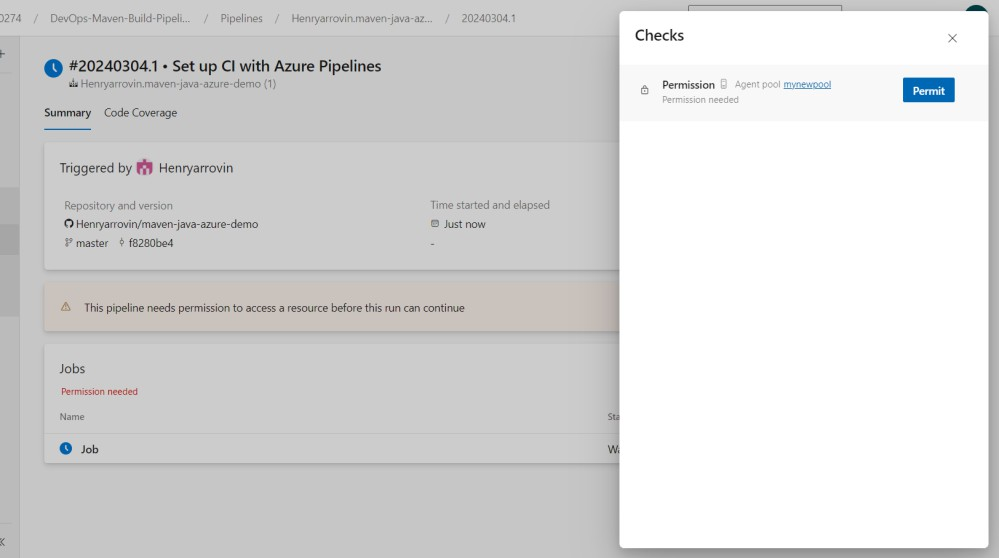 0274 / DevOps-Maven-Build-Pipeli... / Pipelines / Henryarrovin.maven-java-az... / 20240304.1
#20240304.1 • Set up CI with Azure Pipelines
Henryarrovin.maven-java-azure-demo (1)
Summary Code Coverage
Triggered by Henryarrovin
Repository and version
Henryarrovin/maven-java-azure-demo
master f8280be4
Time started and elapsed
Just now
-
This pipeline needs permission to access a resource before this run can continue
Jobs
Permission needed
Name Sta
Job Wa
Checks
Permission Agent pool mynewpool
Permission needed
Permit